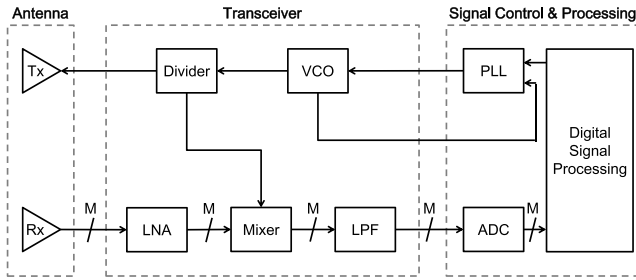 Antenna
Transceiver
Signal Control & Processing
Tx
Divider
VCO
PLL
Digital
Signal
Processing
M
M
M
M
M
Rx
LNA
Mixer
LPF
ADC